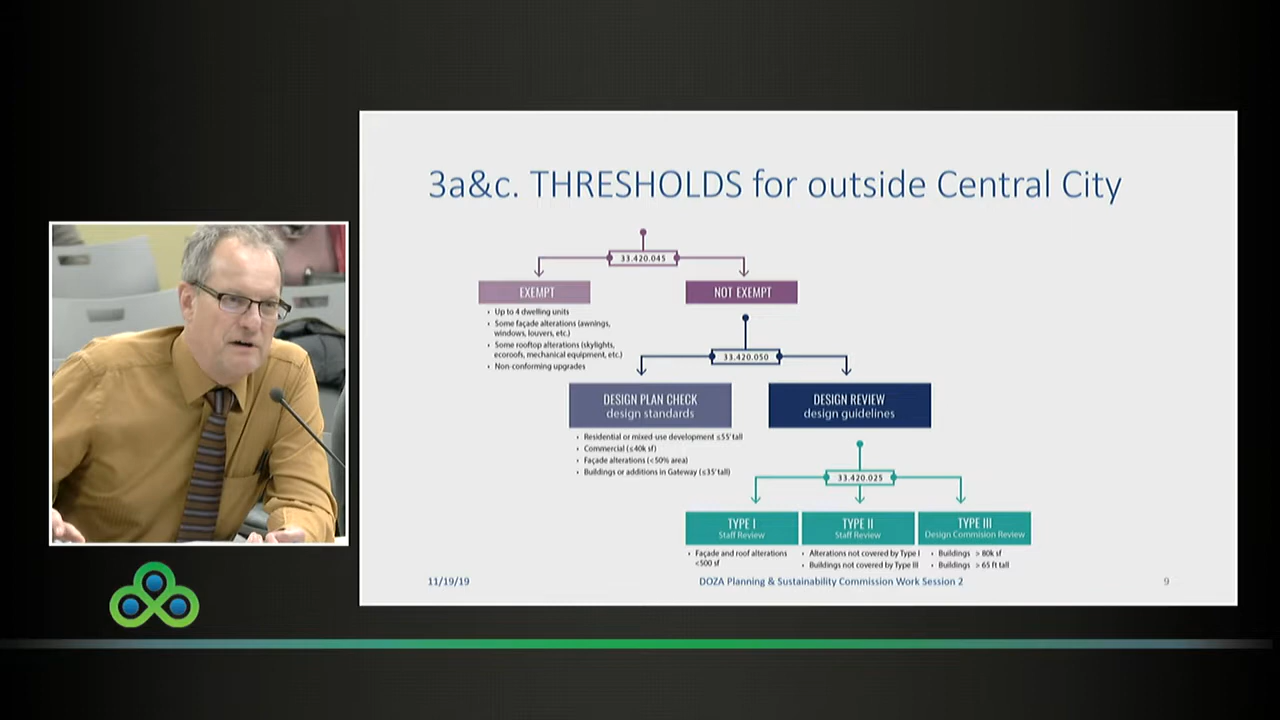 3a&c. THRESHOLDS for outside Central City
33.420.045
EXEMPT
NOT EXEMPT
• Up to 4 dwelling units
• Some façade alterations (awnings,
windows, louvers, etc.)
• Some rooftop alterations (skylights,
ecoroofs, mechanical equipment, etc.)
• Non-conforming upgrades
33.420.050
DESIGN PLAN CHECK
design standards
DESIGN REVIEW
design guidelines
• Residential or mixed use development ≤55' tall
• Commercial (≤40k sf)
• Façade alterations (<50% area)
• Buildings or additions in Gateway (≤35' tall)
33.420.025
TYPE I
Staff Review
TYPE II
Staff Review
TYPE III
Design Commision Review
• Façade and roof alterations
<500 sf
• Alterations not covered by Type I
• Buildings not covered by Type III
• Buildings > 80k sf
• Buildings > 65 ft tall
11/19/19
DOZA Planning & Sustainability Commission Work Session 2
9